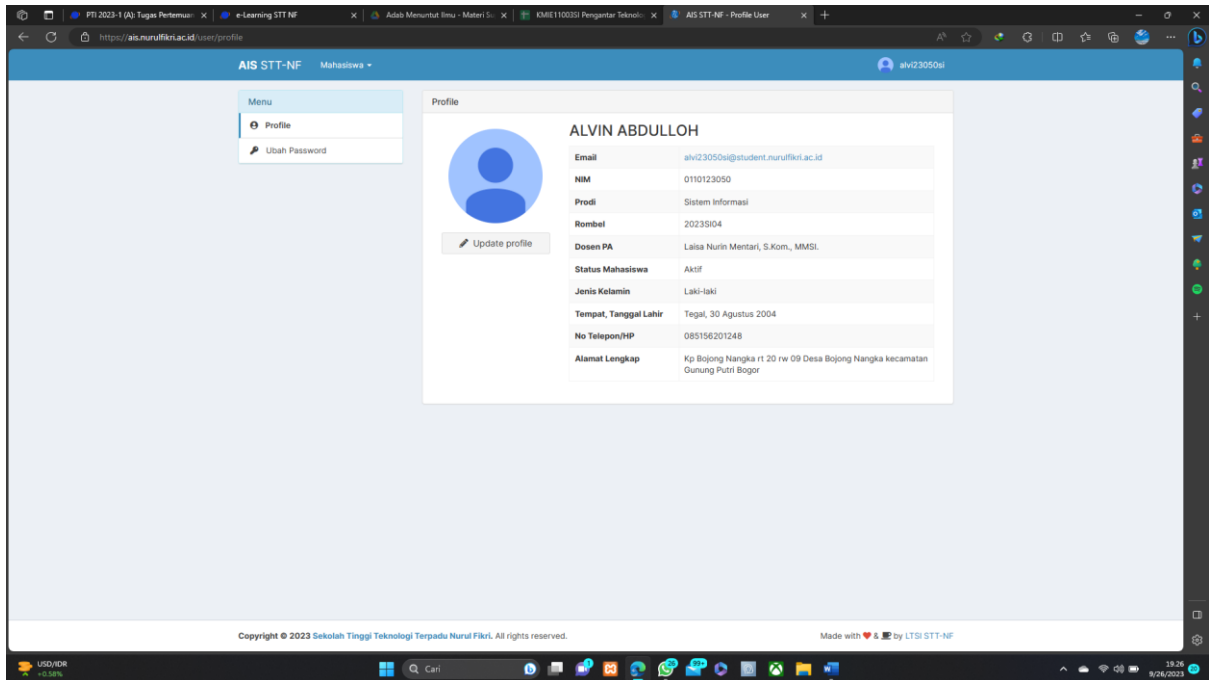 PTI 2023-1 (A): Tugas Pertemuan
e-Learning STT NF
Adab Menuntut Ilmu - Materi
KMIE11003SI Pengantar Teknolo
AIS STT-NF - Profile User
https://ais.nurulfikri.ac.id/user/profile
AIS STT-NF
Mahasiswa
alvi23050si
Menu
Profile
Ubah Password
Profile
ALVIN ABDULLOH
Update profile
Email alvi23050si@student.nurulfikri.ac.id
NIM 0110123050
Prodi Sistem Informasi
Rombel 2023SI04
Dosen PA Laisa Nurin Mentari, S.Kom., MMSI.
Status Mahasiswa Aktif
Jenis Kelamin Laki-laki
Tempat, Tanggal Lahir Tegal, 30 Agustus 2004
No Telepon/HP 085156201248
Alamat Lengkap Kp Bojong Nangka rt 20 rw 09 Desa Bojong Nangka kecamatan
Gunung Putri Bogor
Copyright © 2023 Sekolah Tinggi Teknologi Terpadu Nurul Fikri. All rights reserved.
Made with ❤ & by LTSI STT-NF
USD/IDR
+0.58%
Cari
99+
19.26
9/26/2023